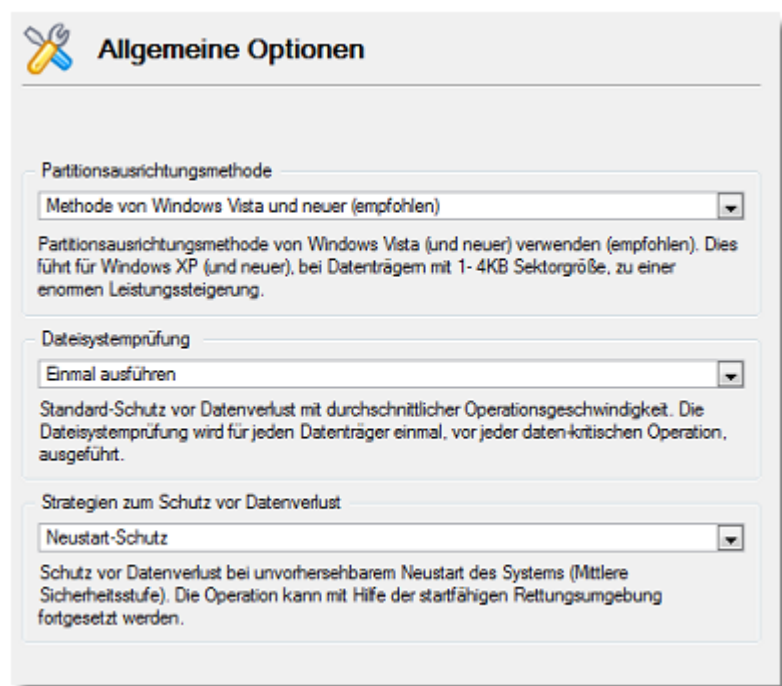 Allgemeine Optionen
Partitionsausrichtungsmethode
Methode von Windows Vista und neuer (empfohlen)
Partitionsausrichtungsmethode von Windows Vista (und neuer) verwenden (empfohlen). Dies
führt für Windows XP (und neuer), bei Datenträgern mit 1- 4KB Sektorgröße, zu einer
enormen Leistungssteigerung.
Dateisystemprüfung
Einmal ausführen
Standard-Schutz vor Datenverlust mit durchschnittlicher Operationsgeschwindigkeit. Die
Dateisystemprüfung wird für jeden Datenträger einmal, vor jeder daten-kritischen Operation,
ausgeführt.
Strategien zum Schutz vor Datenverlust
Neustart-Schutz
Schutz vor Datenverlust bei unvorhersehbarem Neustart des Systems (Mittlere
Sicherheitsstufe). Die Operation kann mit Hilfe der startfähigen Rettungsumgebung
fortgesetzt werden.